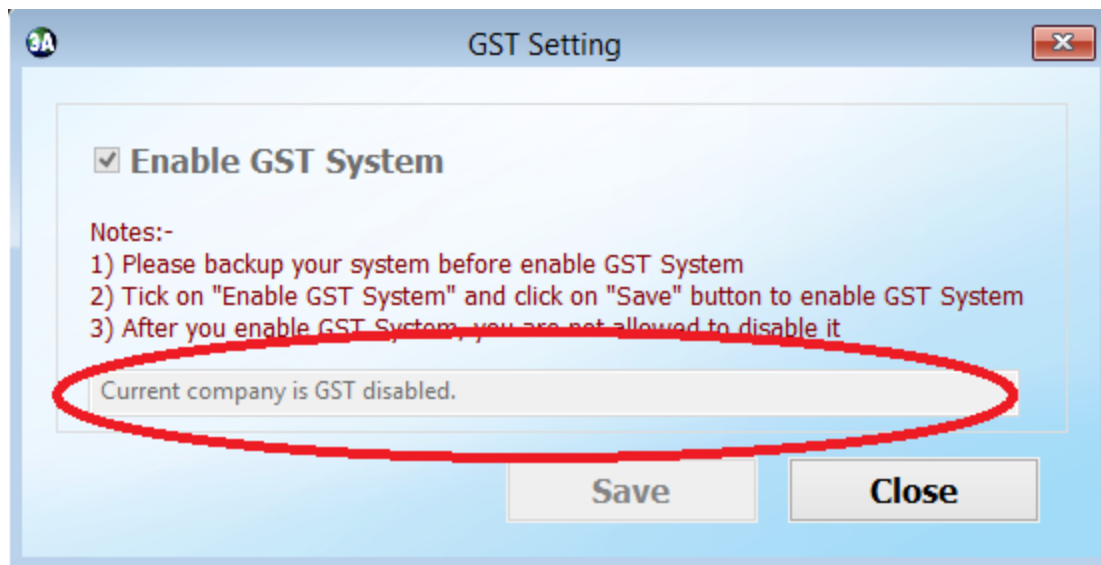 3A
GST Setting
Enable GST System
Notes:-
1) Please backup your system before enable GST System
2) Tick on "Enable GST System" and click on "Save" button to enable GST System
3) After you enable GST System, you are not allowed to disable it
Current company is GST disabled.
Save
Close